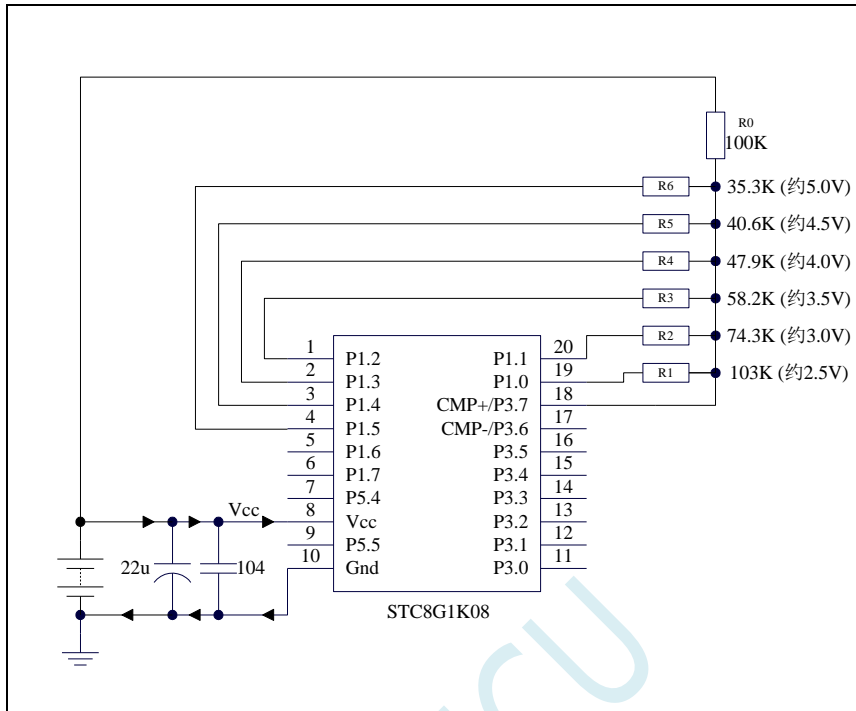 R0
100K
R6 35.3K (约5.0V)
R5 40.6K (约4.5V)
R4 47.9K (约4.0V)
R3 58.2K (约3.5V)
R2 74.3K (约3.0V)
R1 103K (约2.5V)
1 P1.2 P1.1 20
2 P1.3 P1.0 19
3 P1.4 CMP+/P3.7 18
4 P1.5 CMP-/P3.6 17
5 P1.6 P3.5 16
6 P1.7 P3.4 15
7 P5.4 P3.3 14
Vcc 8 Vcc P3.2 13
9 P5.5 P3.1 12
22u 104 10 Gnd P3.0 11
STC8G1K08
CU